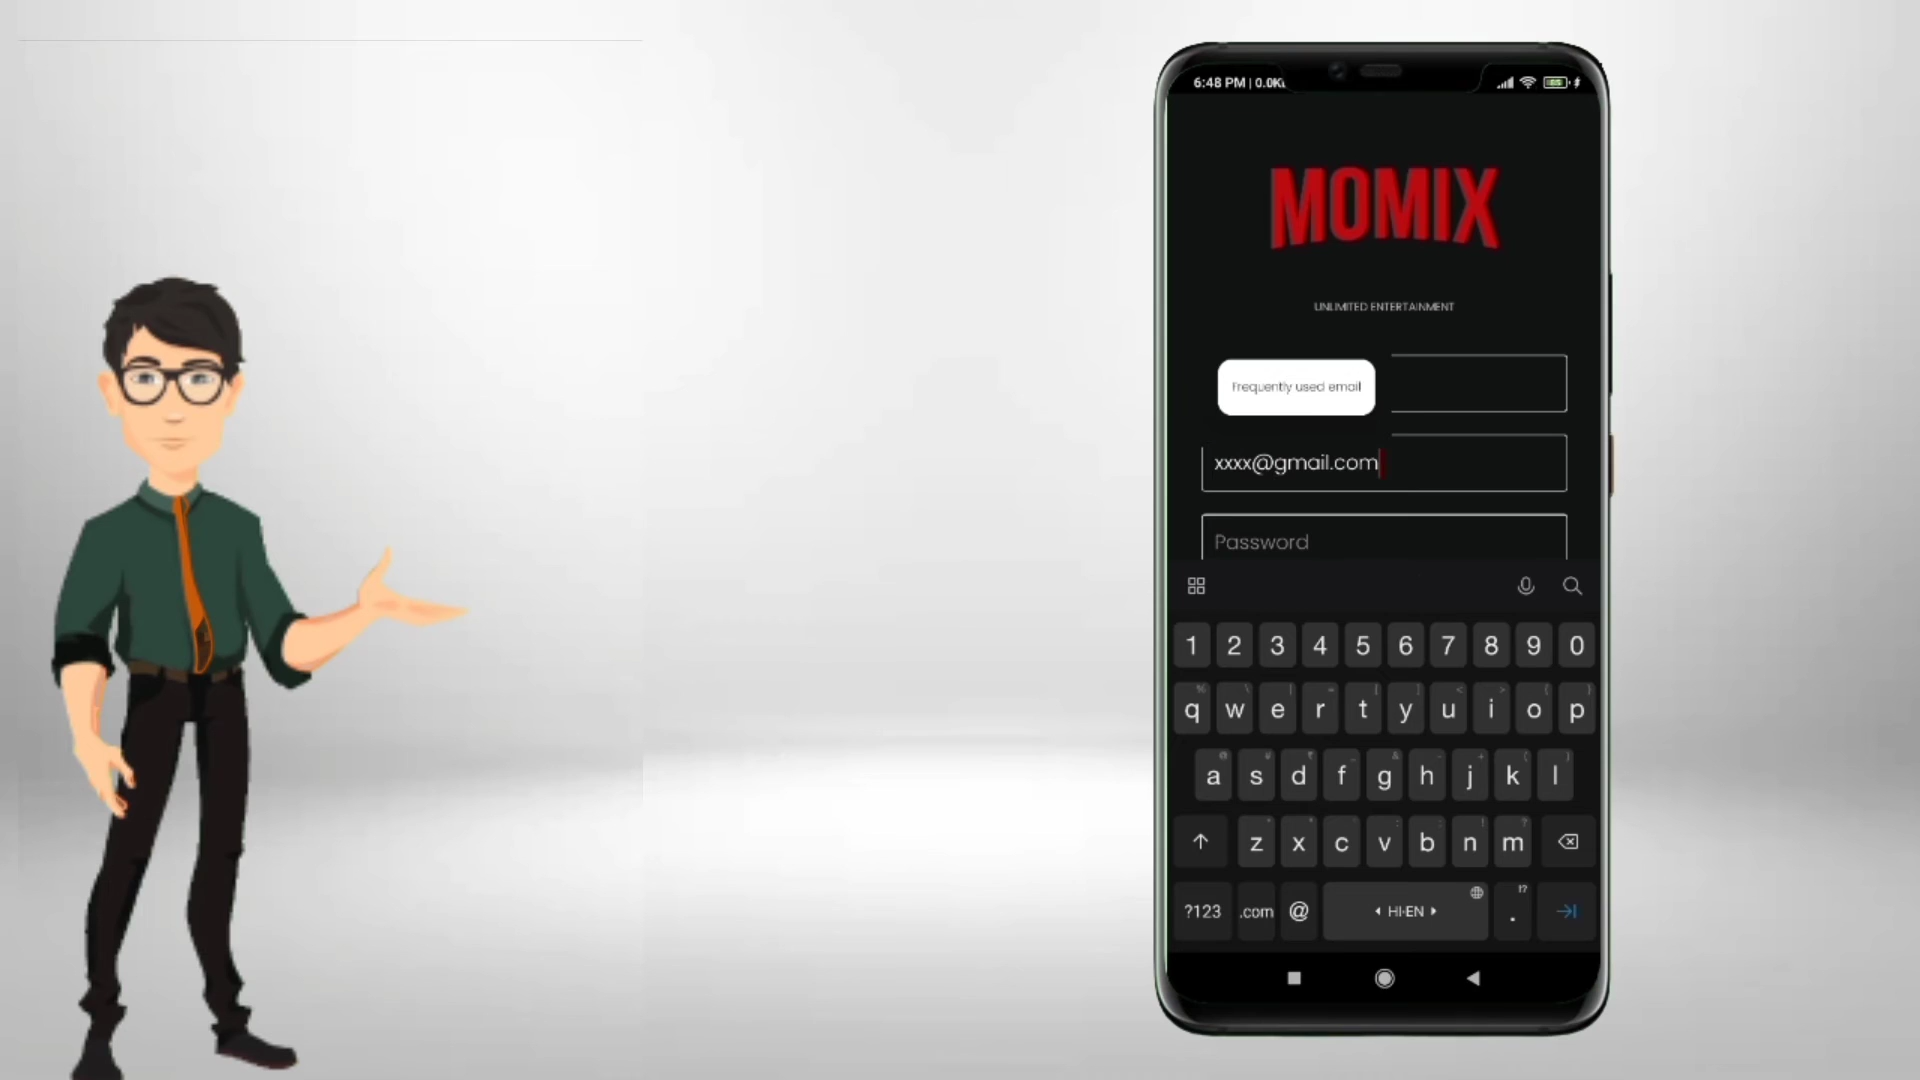 6:48 PM | 0.0K
85
MOMIX
UNLIMITED ENTERTAINMENT
Frequently used email
xxxx@gmail.com
Password
1 2 3 4 5 6 7 8 9 0
q w e r t y u i o p
a s d f g h j k l
z x c v b n m
?123 .com @ HI-EN . !?